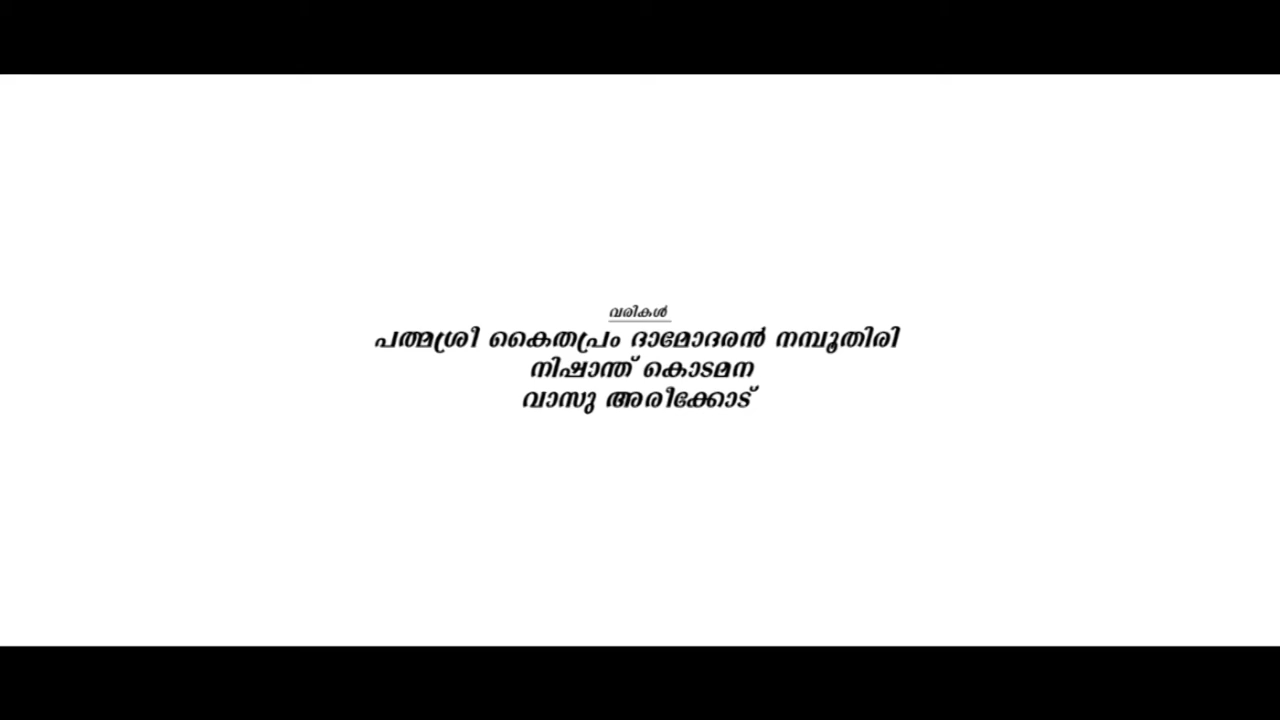 വരികൾ
പത്മശ്രീ കൈതപ്രം ദാമോദരൻ നമ്പൂതിരി
നിഷാന്ത് കൊടമന
വാസു അരീക്കോട്